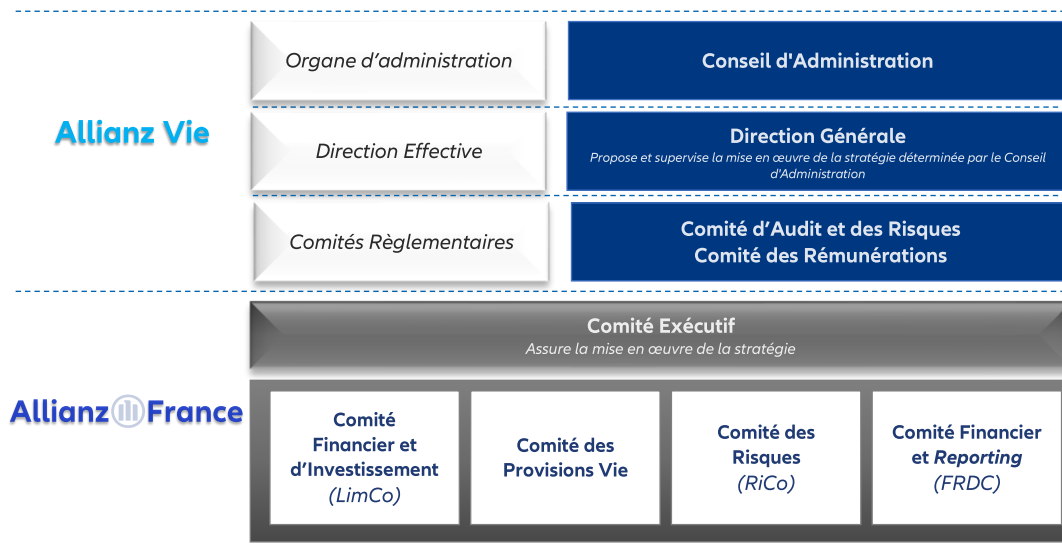 Organe d’administration
Conseil d'Administration
Allianz Vie
Direction Effective
Direction Générale
Propose et supervise la mise en œuvre de la stratégie déterminée par le Conseil
d'Administration
Comités Règlementaires
Comité d’Audit et des Risques
Comité des Rémunérations
Comité Exécutif
Assure la mise en œuvre de la stratégie
Allianz France
Comité
Financier et
d’Investissement
(LimCo)
Comité des
Provisions Vie
Comité des
Risques
(RiCo)
Comité Financier
et Reporting
(FRDC)